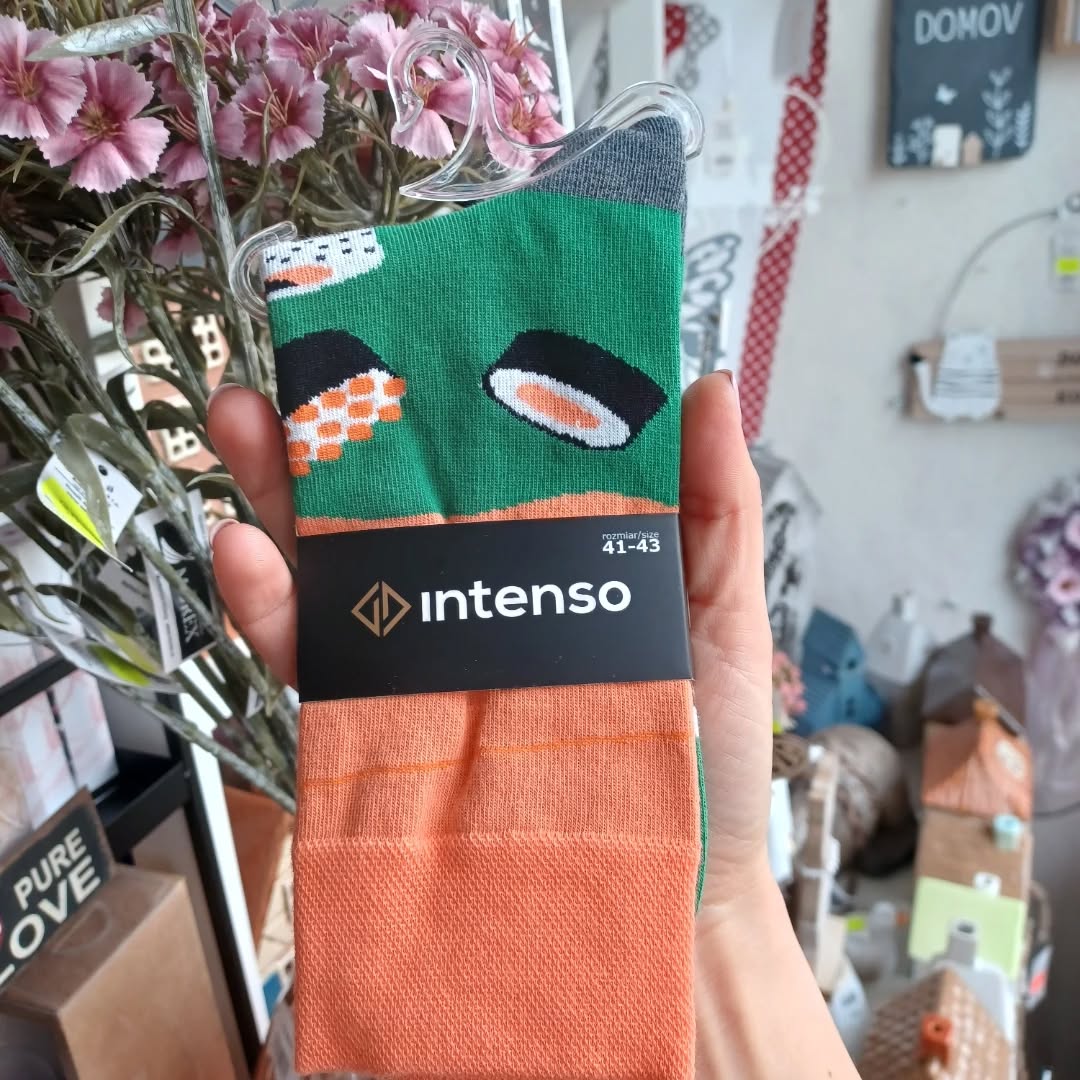 DOMOV
rozmiar/size
41-43
intenso
PURE
LOVE